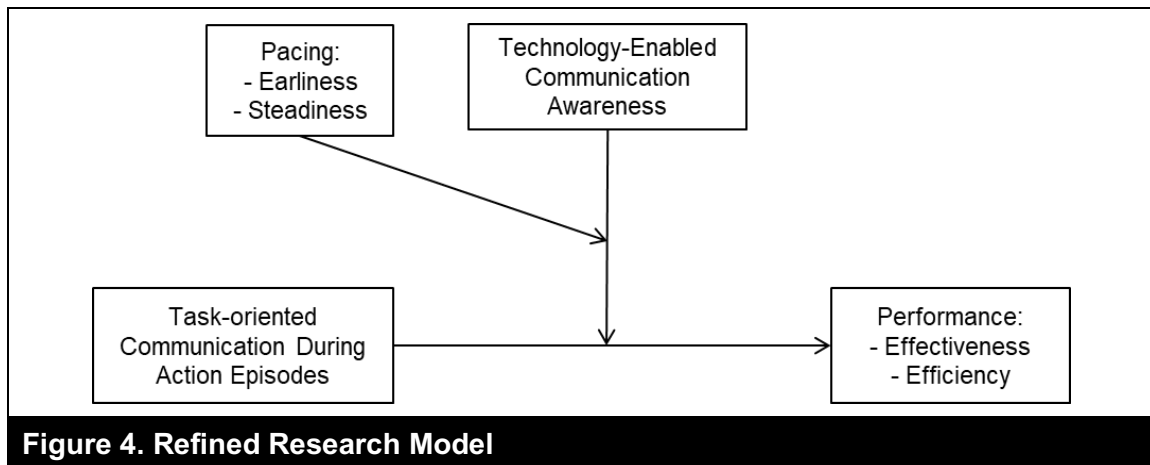 Pacing:
- Earliness
- Steadiness
Technology-Enabled
Communication
Awareness
Task-oriented
Communication During
Action Episodes
Performance:
- Effectiveness
- Efficiency
Figure 4. Refined Research Model